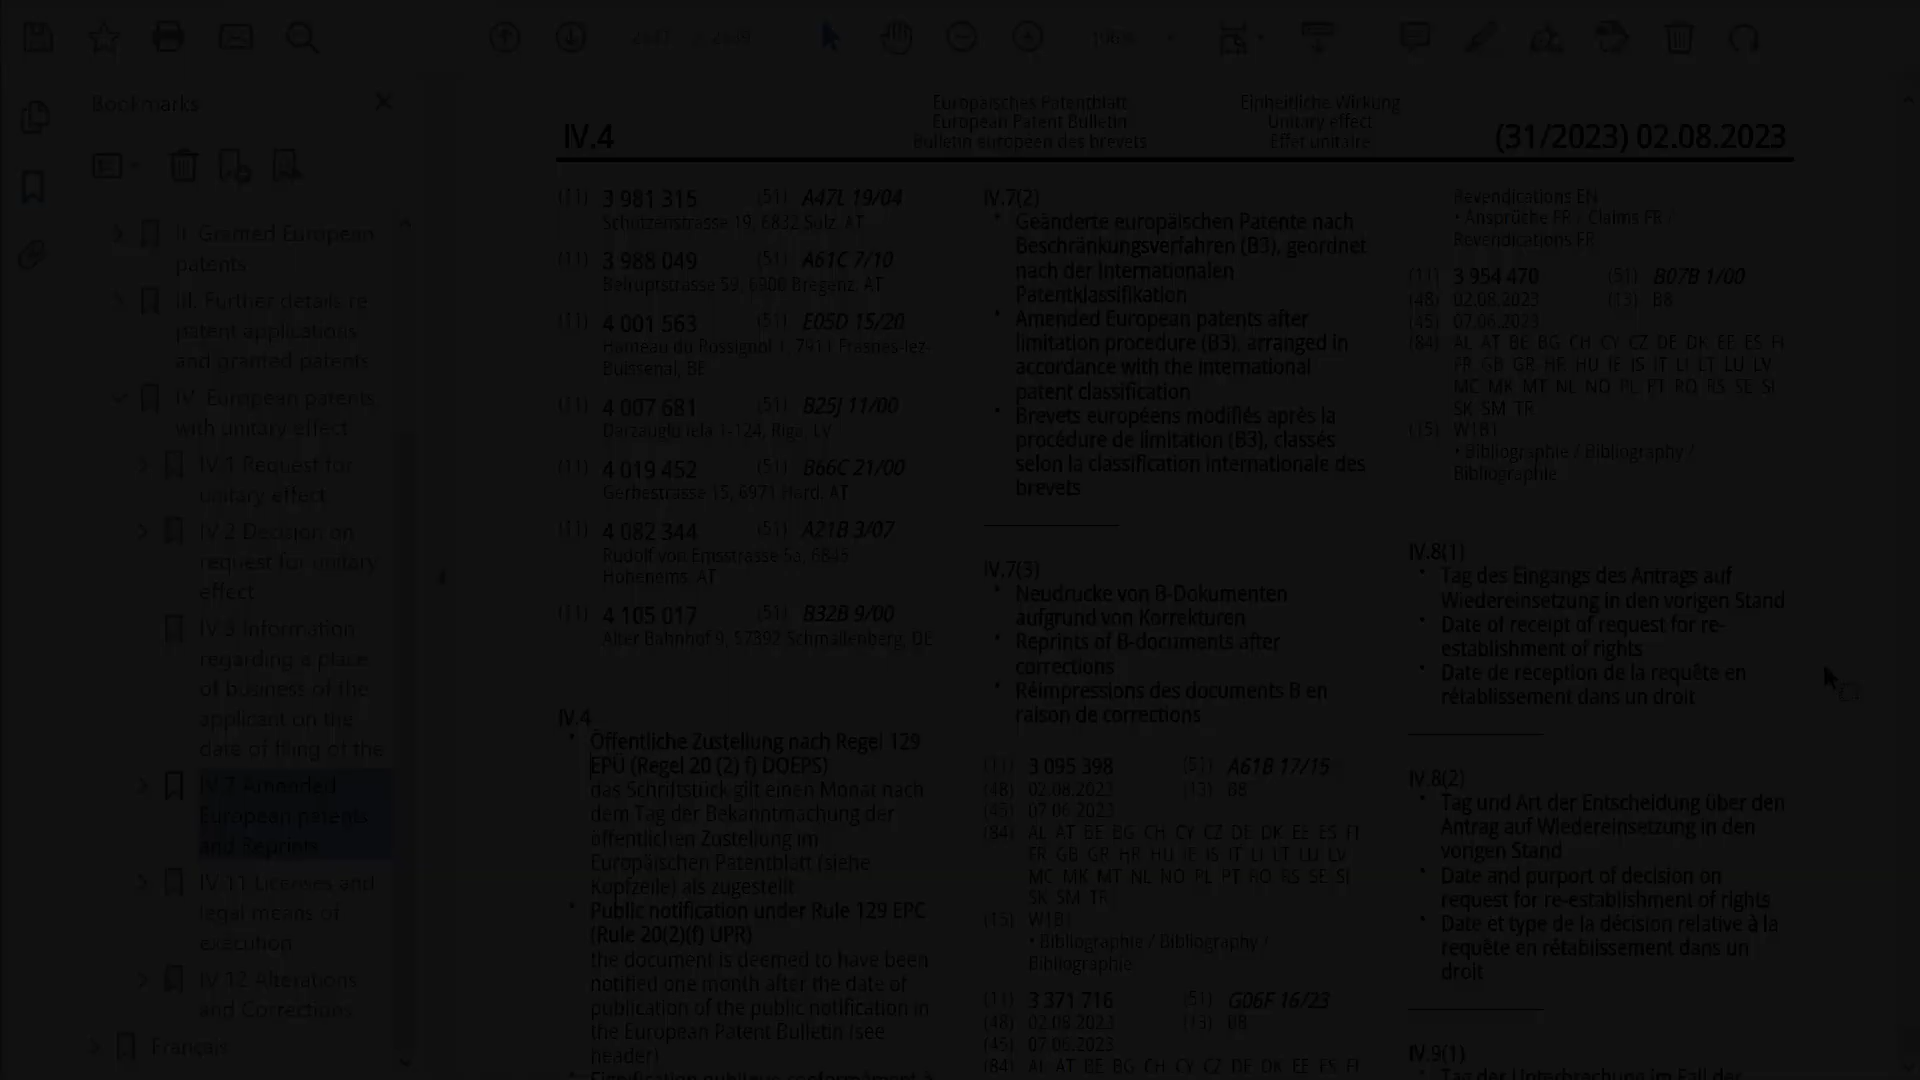 Bookmarks
II. Granted European
patents
III. Further details re
patent applications
and granted patents
IV. European patents
with unitary effect
IV.1 Request for
unitary effect
IV.2 Decision on
request for unitary
effect
IV.3 Information
regarding a place
of business of the
applicant on the
date of filing of the
IV.7 Amended
European patents
and Reprints
IV.11 Licenses and
legal means of
execution
IV.12 Alterations
and Corrections
Français
IV.4
Europäisches Patentblatt
European Patent Bulletin
Bulletin européen des brevets
Einheitliche Wirkung
Unitary effect
Effet unitaire
(31/2023) 02.08.2023
(11) 3 981 315 (51) A47L 19/04
Schützenstrasse 19, 6832 Sulz, AT
(11) 3 988 049 (51) A61C 7/10
Belruptstrasse 59, 6900 Bregenz, AT
(11) 4 001 563 (51) E05D 15/20
Hameau du Rossignol 1, 7911 Frasnes-lez-
Buissenal, BE
(11) 4 007 681 (51) B25J 11/00
Darzauglu iela 1-124, Riga, LV
(11) 4 019 452 (51) B66C 21/00
Gerbestrasse 15, 6971 Hard, AT
(11) 4 082 344 (51) A21B 3/07
Rudolf von Emsstrasse 5a, 6845
Hohenems, AT
(11) 4 105 017 (51) B32B 9/00
Alter Bahnhof 9, 57392 Schmallenberg, DE
IV.4
• Öffentliche Zustellung nach Regel 129
EPÜ (Regel 20 (2) f) DOEPS)
das Schriftstück gilt einen Monat nach
dem Tag der Bekanntmachung der
öffentlichen Zustellung im
Europäischen Patentblatt (siehe
Kopfzeile) als zugestellt
• Public notification under Rule 129 EPC
(Rule 20(2)(f) UPR)
the document is deemed to have been
notified one month after the date of
publication of the public notification in
the European Patent Bulletin (see
header)
• Signification publique conformément à
IV.7(2)
• Geänderte europäischen Patente nach
Beschränkungsverfahren (B3), geordnet
nach der Internationalen
Patentklassifikation
• Amended European patents after
limitation procedure (B3), arranged in
accordance with the International
patent classification
• Brevets européens modifiés après la
procédure de limitation (B3), classés
selon la classification internationale des
brevets
IV.7(3)
• Neudrucke von B-Dokumenten
aufgrund von Korrekturen
• Reprints of B-documents after
corrections
• Réimpressions des documents B en
raison de corrections
(11) 3 095 398 (51) A61B 17/15
(48) 02.08.2023 (13) B8
(45) 07.06.2023
(84) AL AT BE BG CH CY CZ DE DK EE ES FI
FR GB GR HR HU IE IS IT LI LT LU LV
MC MK MT NL NO PL PT RO RS SE SI
SK SM TR
(15) W1B1
• Bibliographie / Bibliography /
Bibliographie
(11) 3 371 716 (51) G06F 16/23
(48) 02.08.2023 (13) B8
(45) 07.06.2023
(84) AL AT BE BG CH CY CZ DE DK EE ES FI
Revendications EN
• Ansprüche FR / Claims FR /
Revendications FR
(11) 3 954 470 (51) B07B 1/00
(48) 02.08.2023 (13) B8
(45) 07.06.2023
(84) AL AT BE BG CH CY CZ DE DK EE ES FI
FR GB GR HR HU IE IS IT LI LT LU LV
MC MK MT NL NO PL PT RO RS SE SI
SK SM TR
(15) W1B1
• Bibliographie / Bibliography /
Bibliographie
IV.8(1)
• Tag des Eingangs des Antrags auf
Wiedereinsetzung in den vorigen Stand
• Date of receipt of request for re-
establishment of rights
• Date de réception de la requête en
rétablissement dans un droit
IV.8(2)
• Tag und Art der Entscheidung über den
Antrag auf Wiedereinsetzung in den
vorigen Stand
• Date and purport of decision on
request for re-establishment of rights
• Date et type de la décision relative à la
requête en rétablissement dans un
droit
IV.9(1)
• Tag der Unterbrechung im Fall der